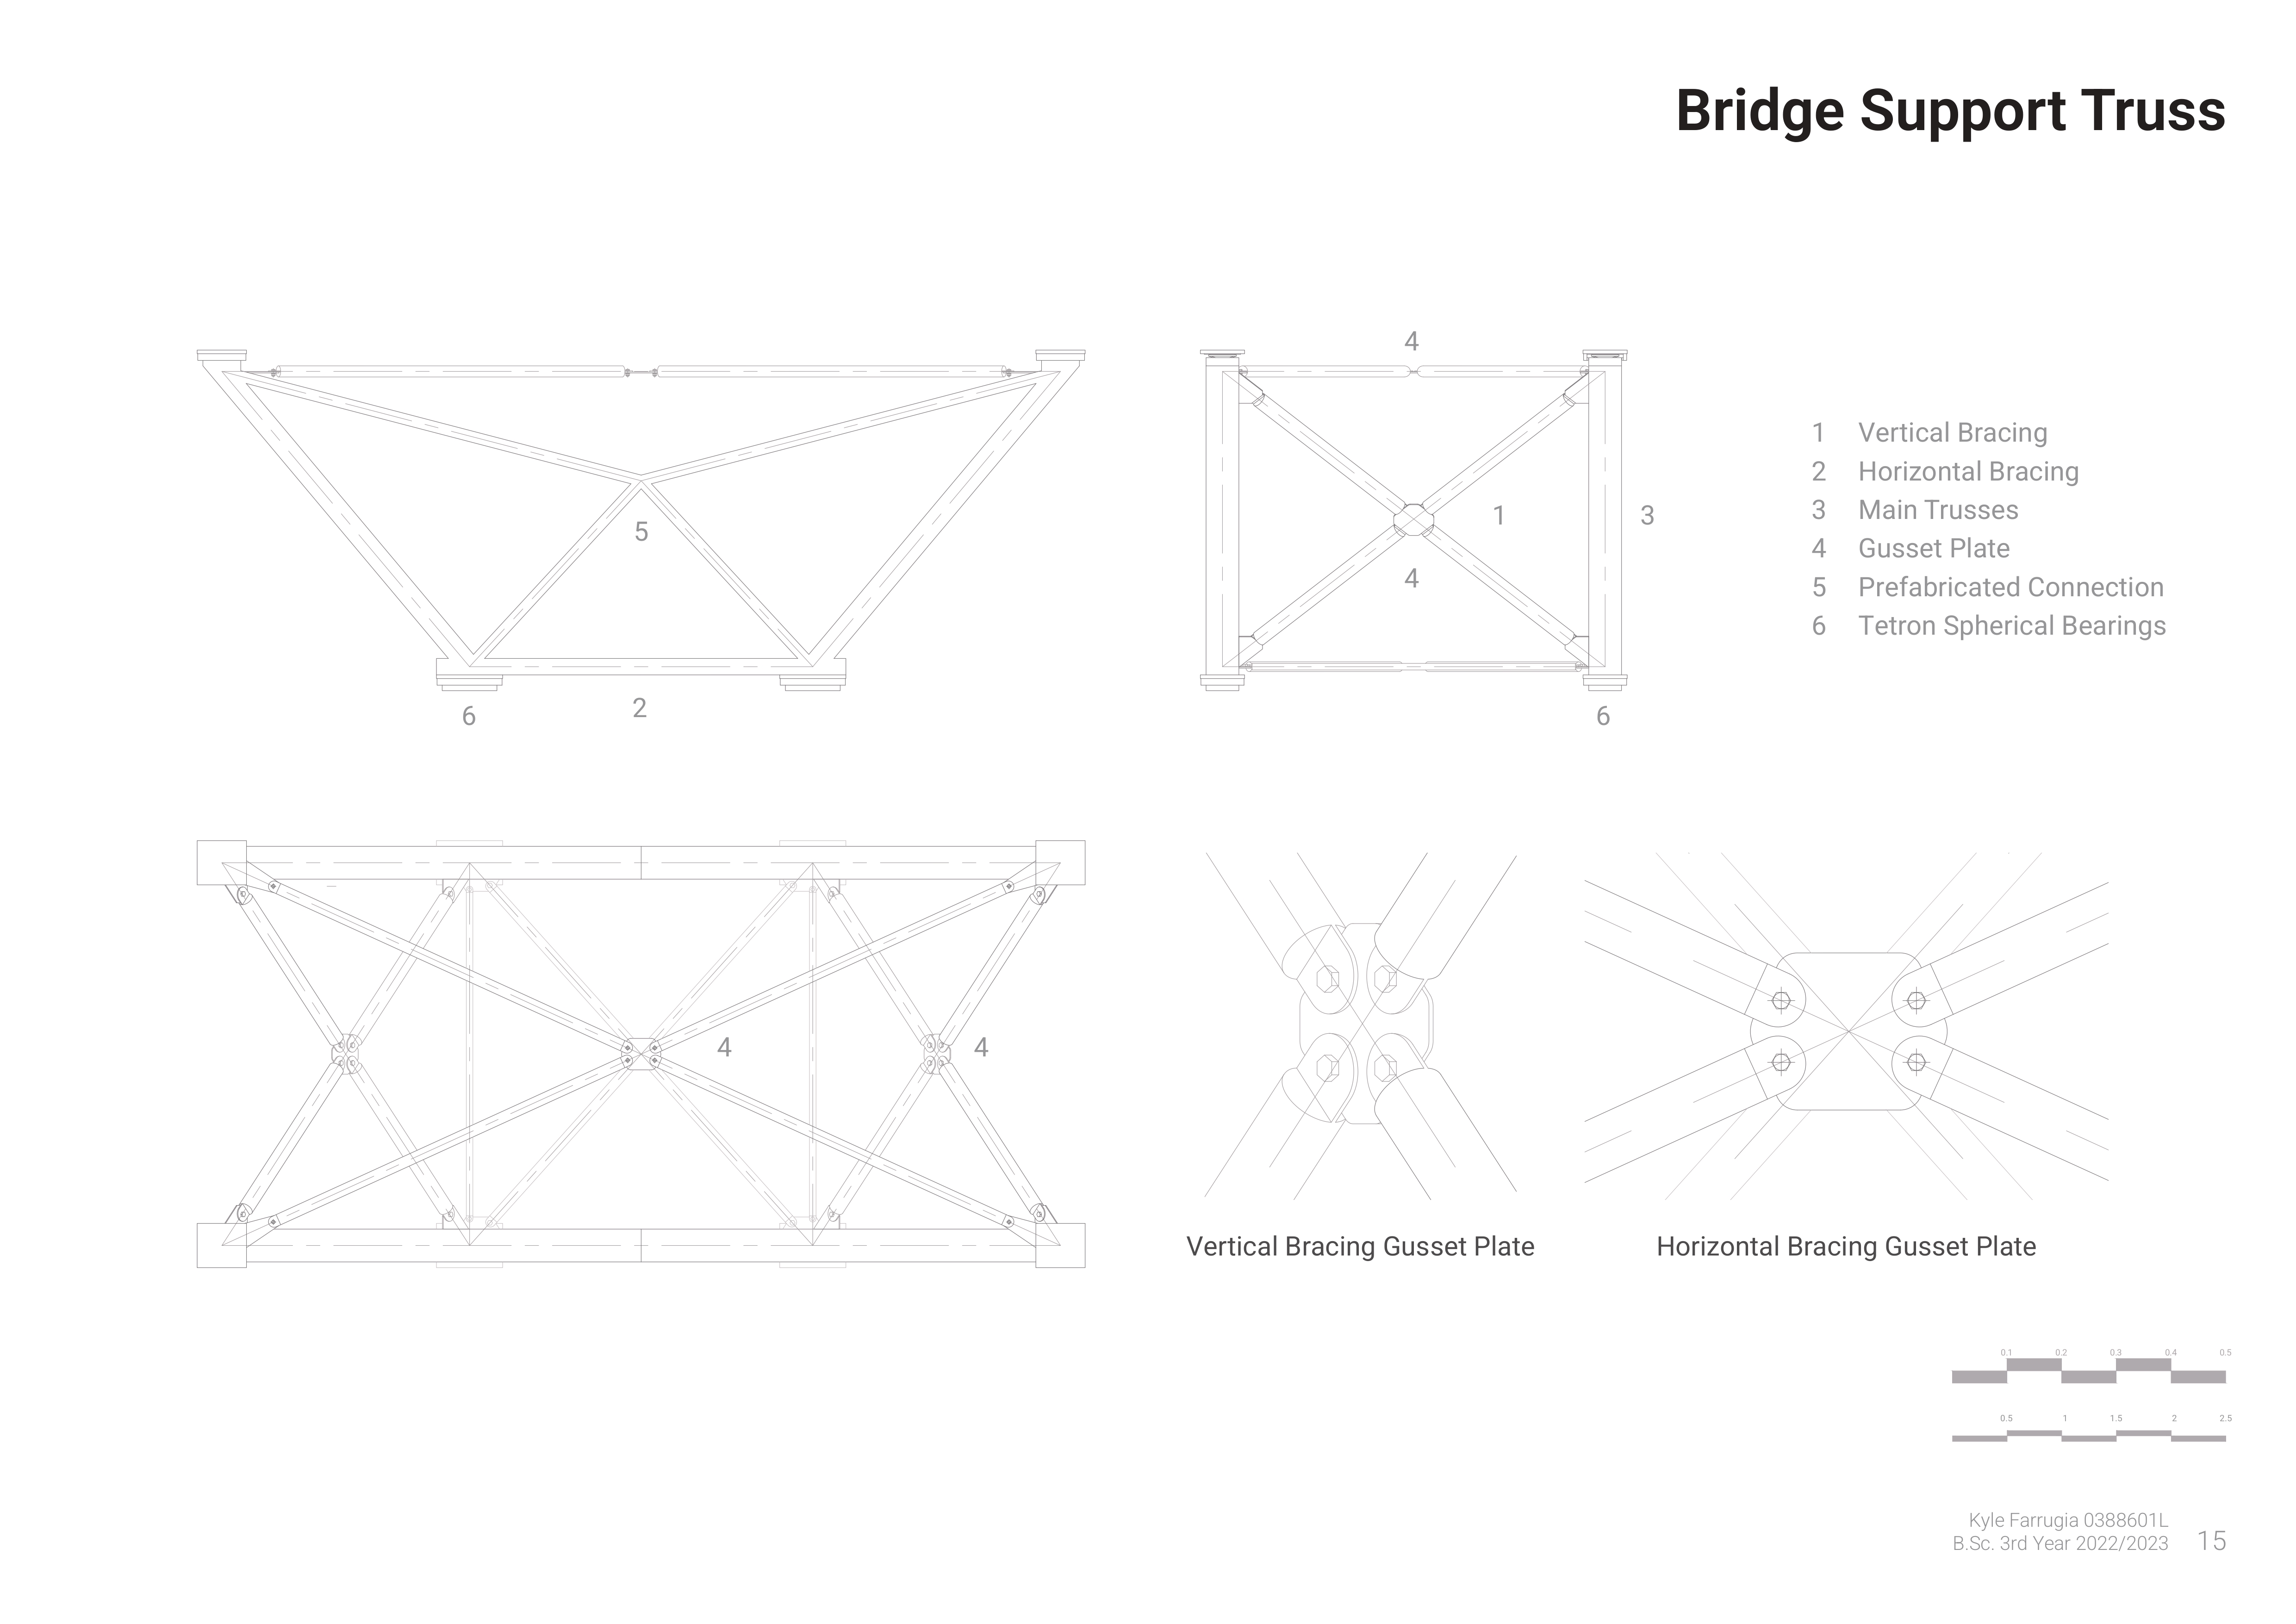 Bridge Support Truss
4
5
1
3
4
6
2
6
1 Vertical Bracing
2 Horizontal Bracing
3 Main Trusses
4 Gusset Plate
5 Prefabricated Connection
6 Tetron Spherical Bearings
4
4
Vertical Bracing Gusset Plate
Horizontal Bracing Gusset Plate
0.1 0.2 0.3 0.4 0.5
0.5 1 1.5 2 2.5
Kyle Farrugia 0388601L
B.Sc. 3rd Year 2022/2023
15